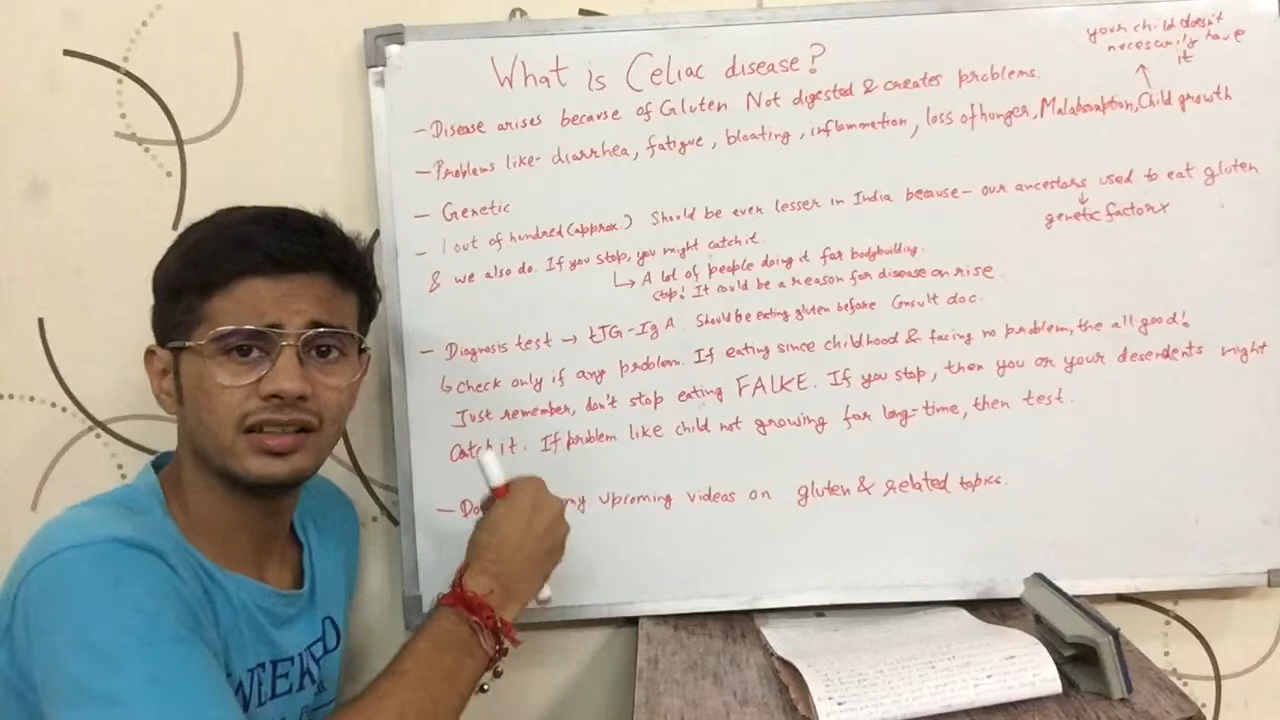 What is Celiac disease?
your child doesn't
necessarily have
it
- Disease arises because of Gluten Not digested & creates problems.
- Problems like- diarrhea, fatigue, bloating, inflammation, loss of hunger, Malabsorption, Child growth
- Genetic
- 1 out of hundred (approx.) Should be even lesser in India because - our ancestors used to eat gluten
genetic factor x
& we also do. If you stop, you might catch it.
↳ A lot of people doing it for bodybuilding.
stop! It could be a reason for disease on rise
- Diagnosis test → tTG-IgA Should be eating gluten before Consult doc.
↳ check only if any problem. If eating since childhood & facing no problem, the all good!
Just remember, don't stop eating FALKE. If you stop, then you or your descendents might
Catch it. If problem like child not growing for long-time, then test.
- my upcoming videos on gluten & related topics.
WEEK